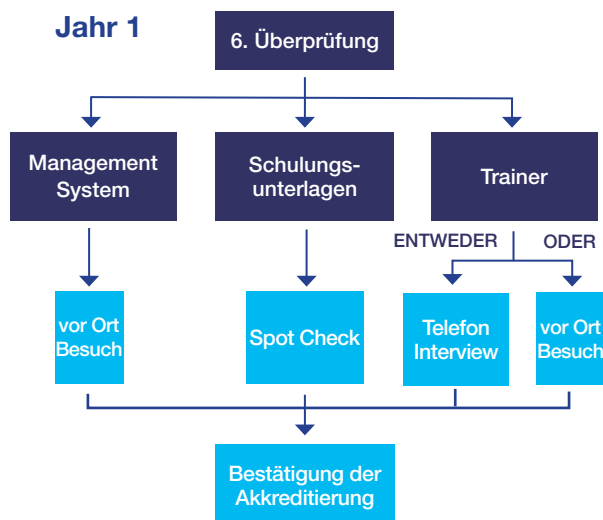 Jahr 1
6. Überprüfung
Management
System
Schulungs-
unterlagen
Trainer
ENTWEDER
ODER
vor Ort
Besuch
Spot Check
Telefon
Interview
vor Ort
Besuch
Bestätigung der
Akkreditierung